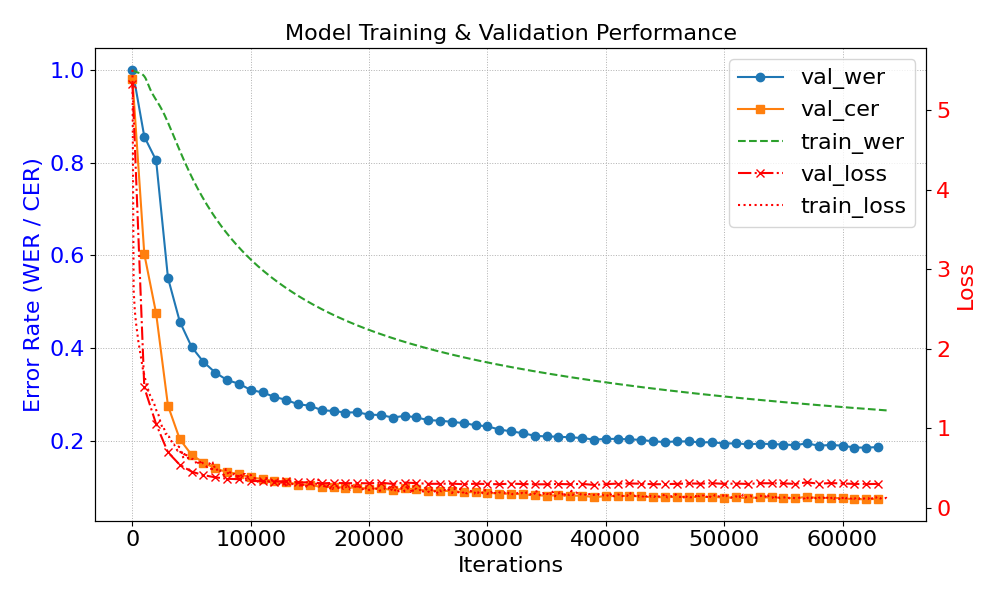 Model Training & Validation Performance
1.0
0.8
0.6
0.4
0.2
Error Rate (WER / CER)
val_wer
val_cer
train_wer
val_loss
train_loss
5
4
3
2
1
0
Loss
0 10000 20000 30000 40000 50000 60000
Iterations